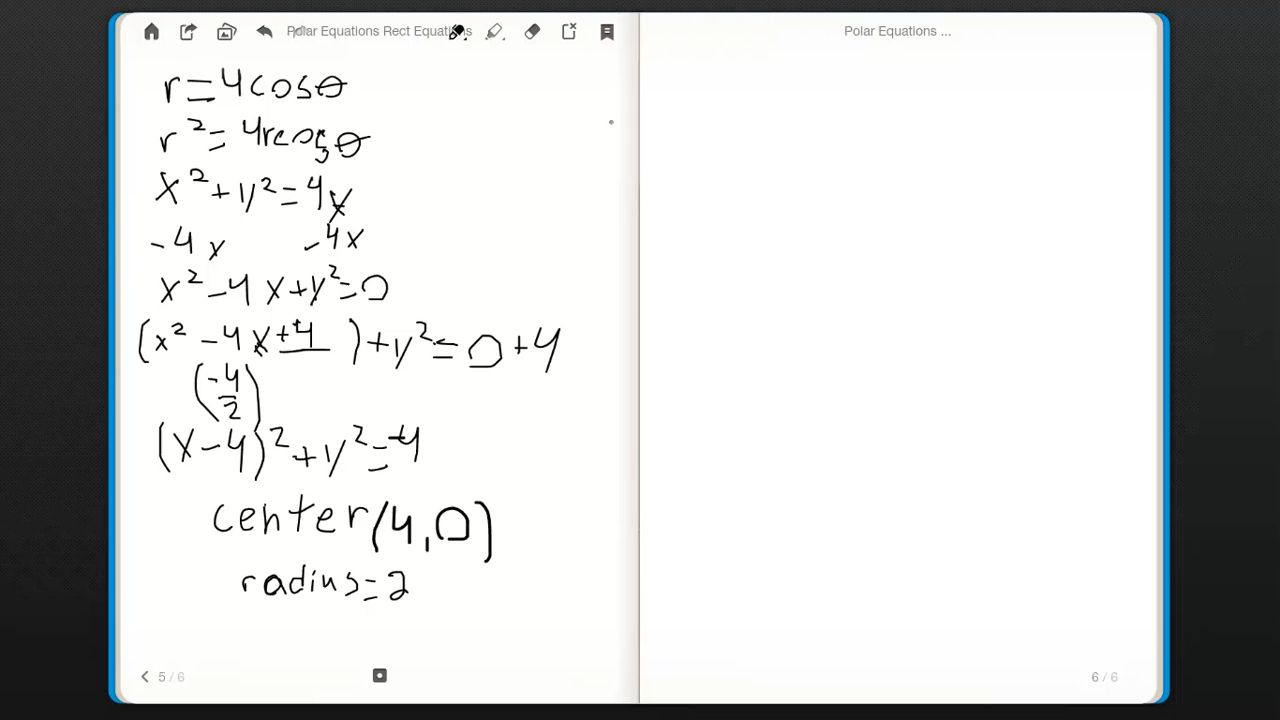 Polar Equations Rect Equations
Polar Equations ...
r=4cosθ
r²=4rcosθ
x²+y²=4x
-4x -4x
x²-4x+y²=0
(x²-4x+4)+y²=0+4
(-4/2)
(x-4)²+y²=4
center(4,0)
radius=2
5 / 6
6 / 6